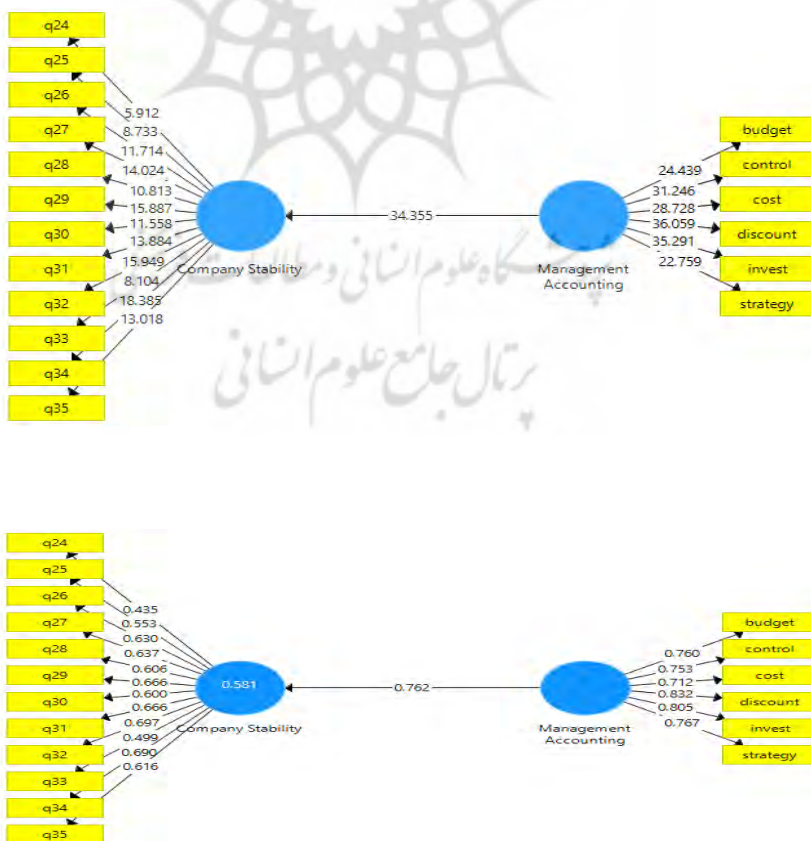 q24
q25
q26
q27
q28
q29
q30
q31
q32
q33
q34
q35
5.912
8.733
11.714
14.024
10.813
15.887
11.558
13.884
15.949
8.104
18.385
13.018
Company Stability
34.355
Management
Accounting
24.439
31.246
28.728
36.059
35.291
22.759
budget
control
cost
discount
invest
strategy
پرتال جامع علوم انسانی
q24
q25
q26
q27
q28
q29
q30
q31
q32
q33
q34
q35
0.435
0.553
0.630
0.637
0.606
0.666
0.600
0.666
0.697
0.499
0.690
0.616
0.581
Company Stability
0.762
Management
Accounting
0.760
0.753
0.712
0.832
0.805
0.767
budget
control
cost
discount
invest
strategy